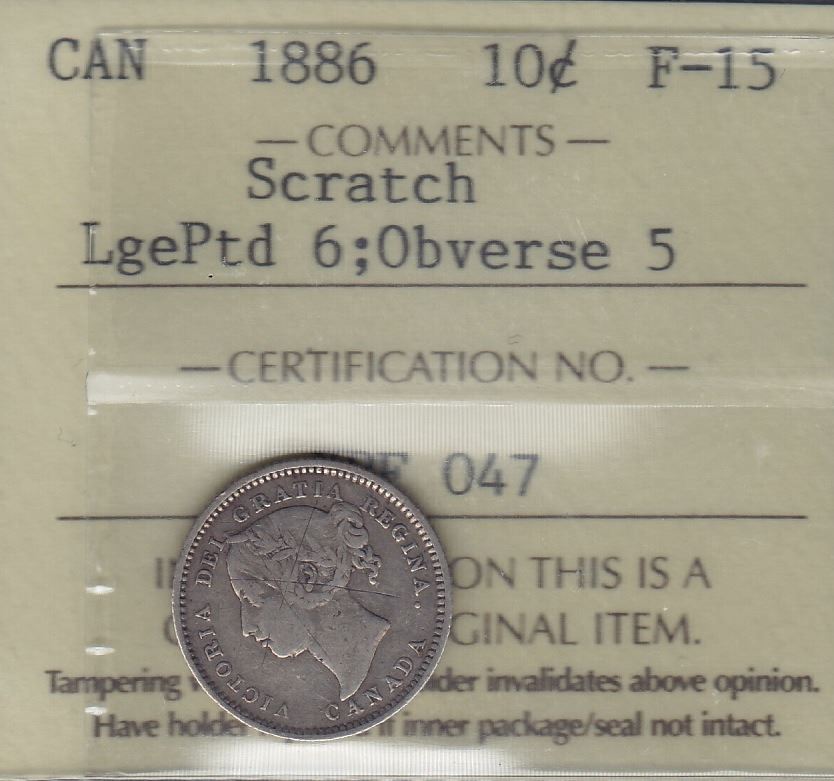 CAN 1886 10¢ F-15
— COMMENTS —
Scratch
LgePtd 6;Obverse 5
— CERTIFICATION NO. —
047
ON THIS IS A
GINAL ITEM.
Tampering invalidates above opinion.
Have holder if inner package/seal not intact.
VICTORIA DEI GRATIA REGINA.
CANADA